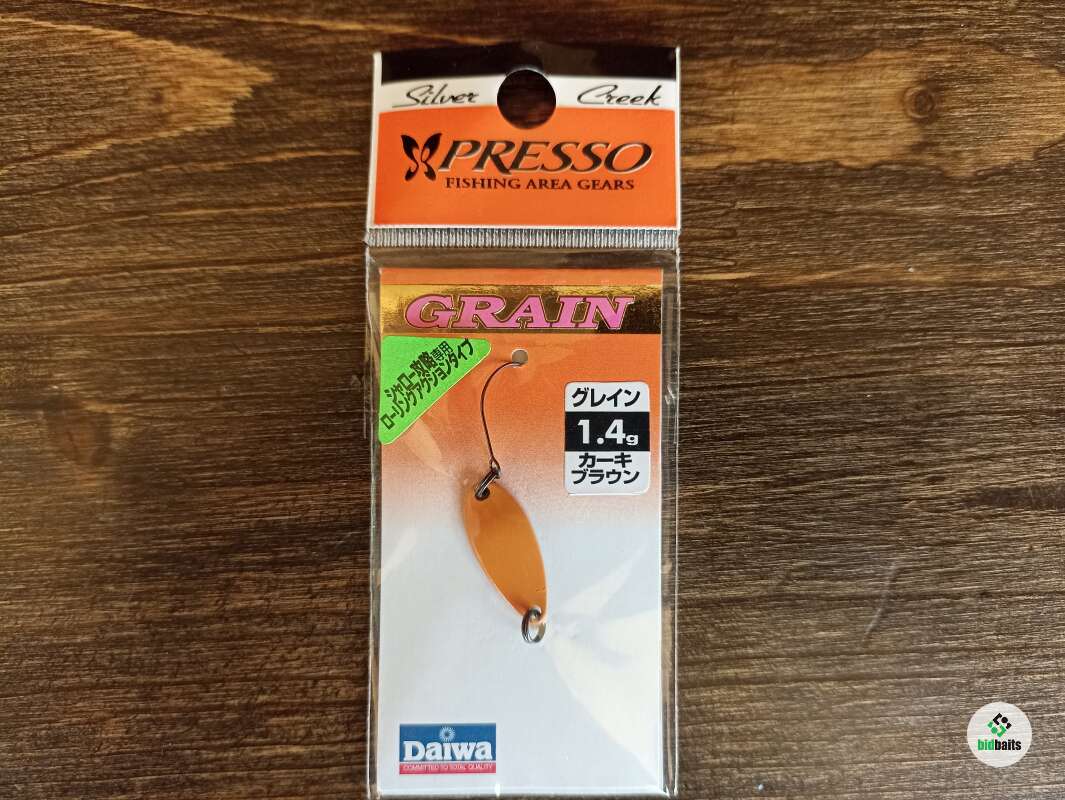 Silver Creek
PRESSO
FISHING AREA GEARS
GRAIN
シャロー攻略専用
ローリングアクションタイプ
グレイン
1.4g
カーキ
ブラウン
Daiwa
COMMITTED TO TOTAL QUALITY
bidbaits